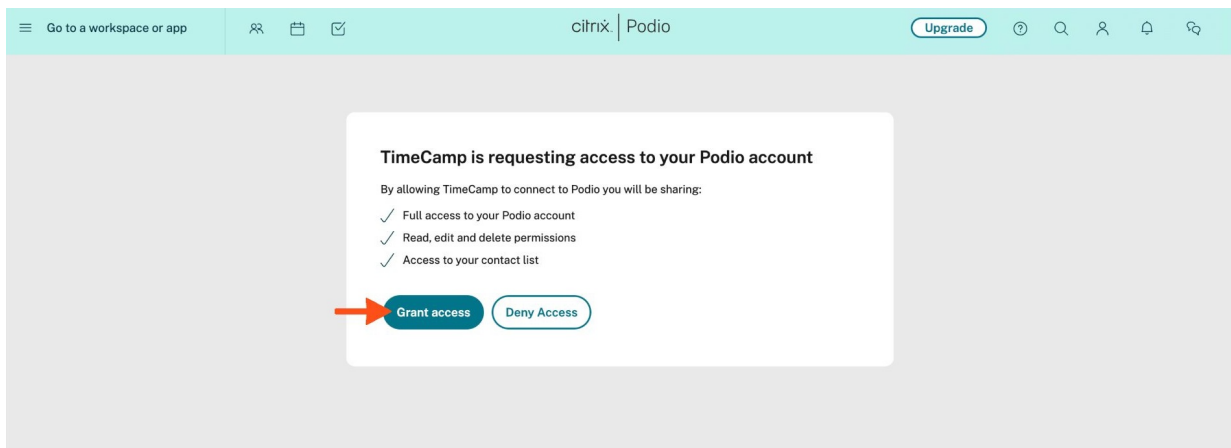 Go to a workspace or app
citrix. Podio
Upgrade
TimeCamp is requesting access to your Podio account
By allowing TimeCamp to connect to Podio you will be sharing:
Full access to your Podio account
Read, edit and delete permissions
Access to your contact list
Grant access
Deny Access